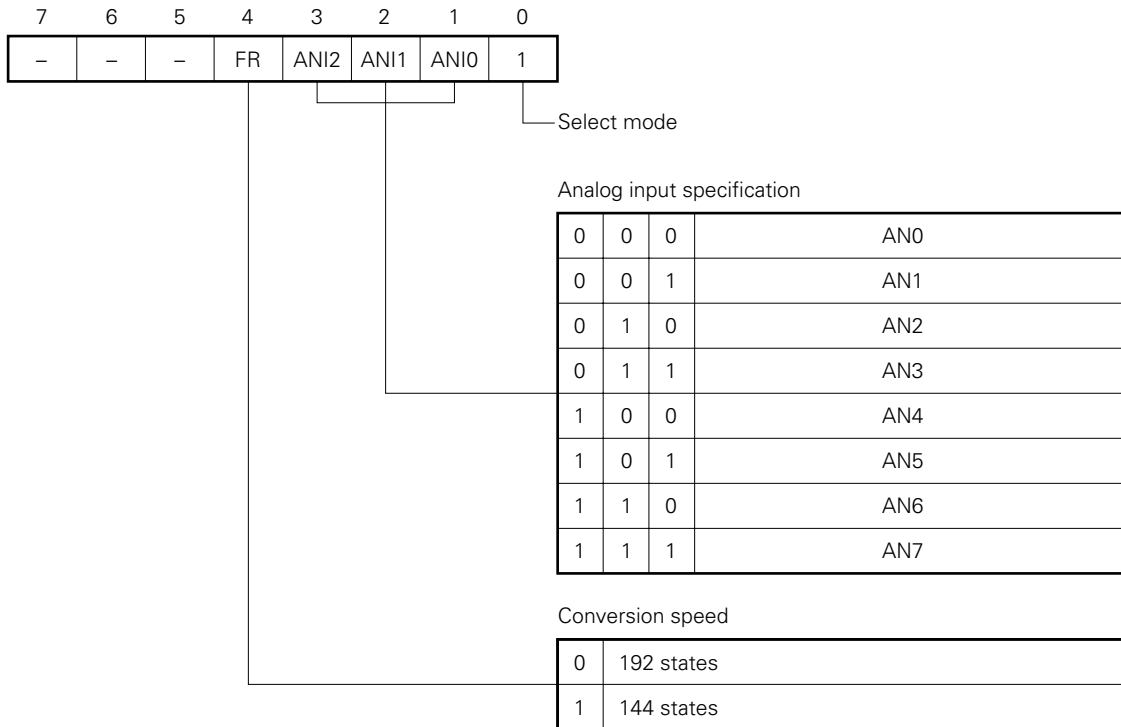 7 6 5 4 3 2 1 0
– – – FR ANI2 ANI1 ANI0 1
Select mode
Analog input specification
0 0 0 AN0
0 0 1 AN1
0 1 0 AN2
0 1 1 AN3
1 0 0 AN4
1 0 1 AN5
1 1 0 AN6
1 1 1 AN7
Conversion speed
0 192 states
1 144 states